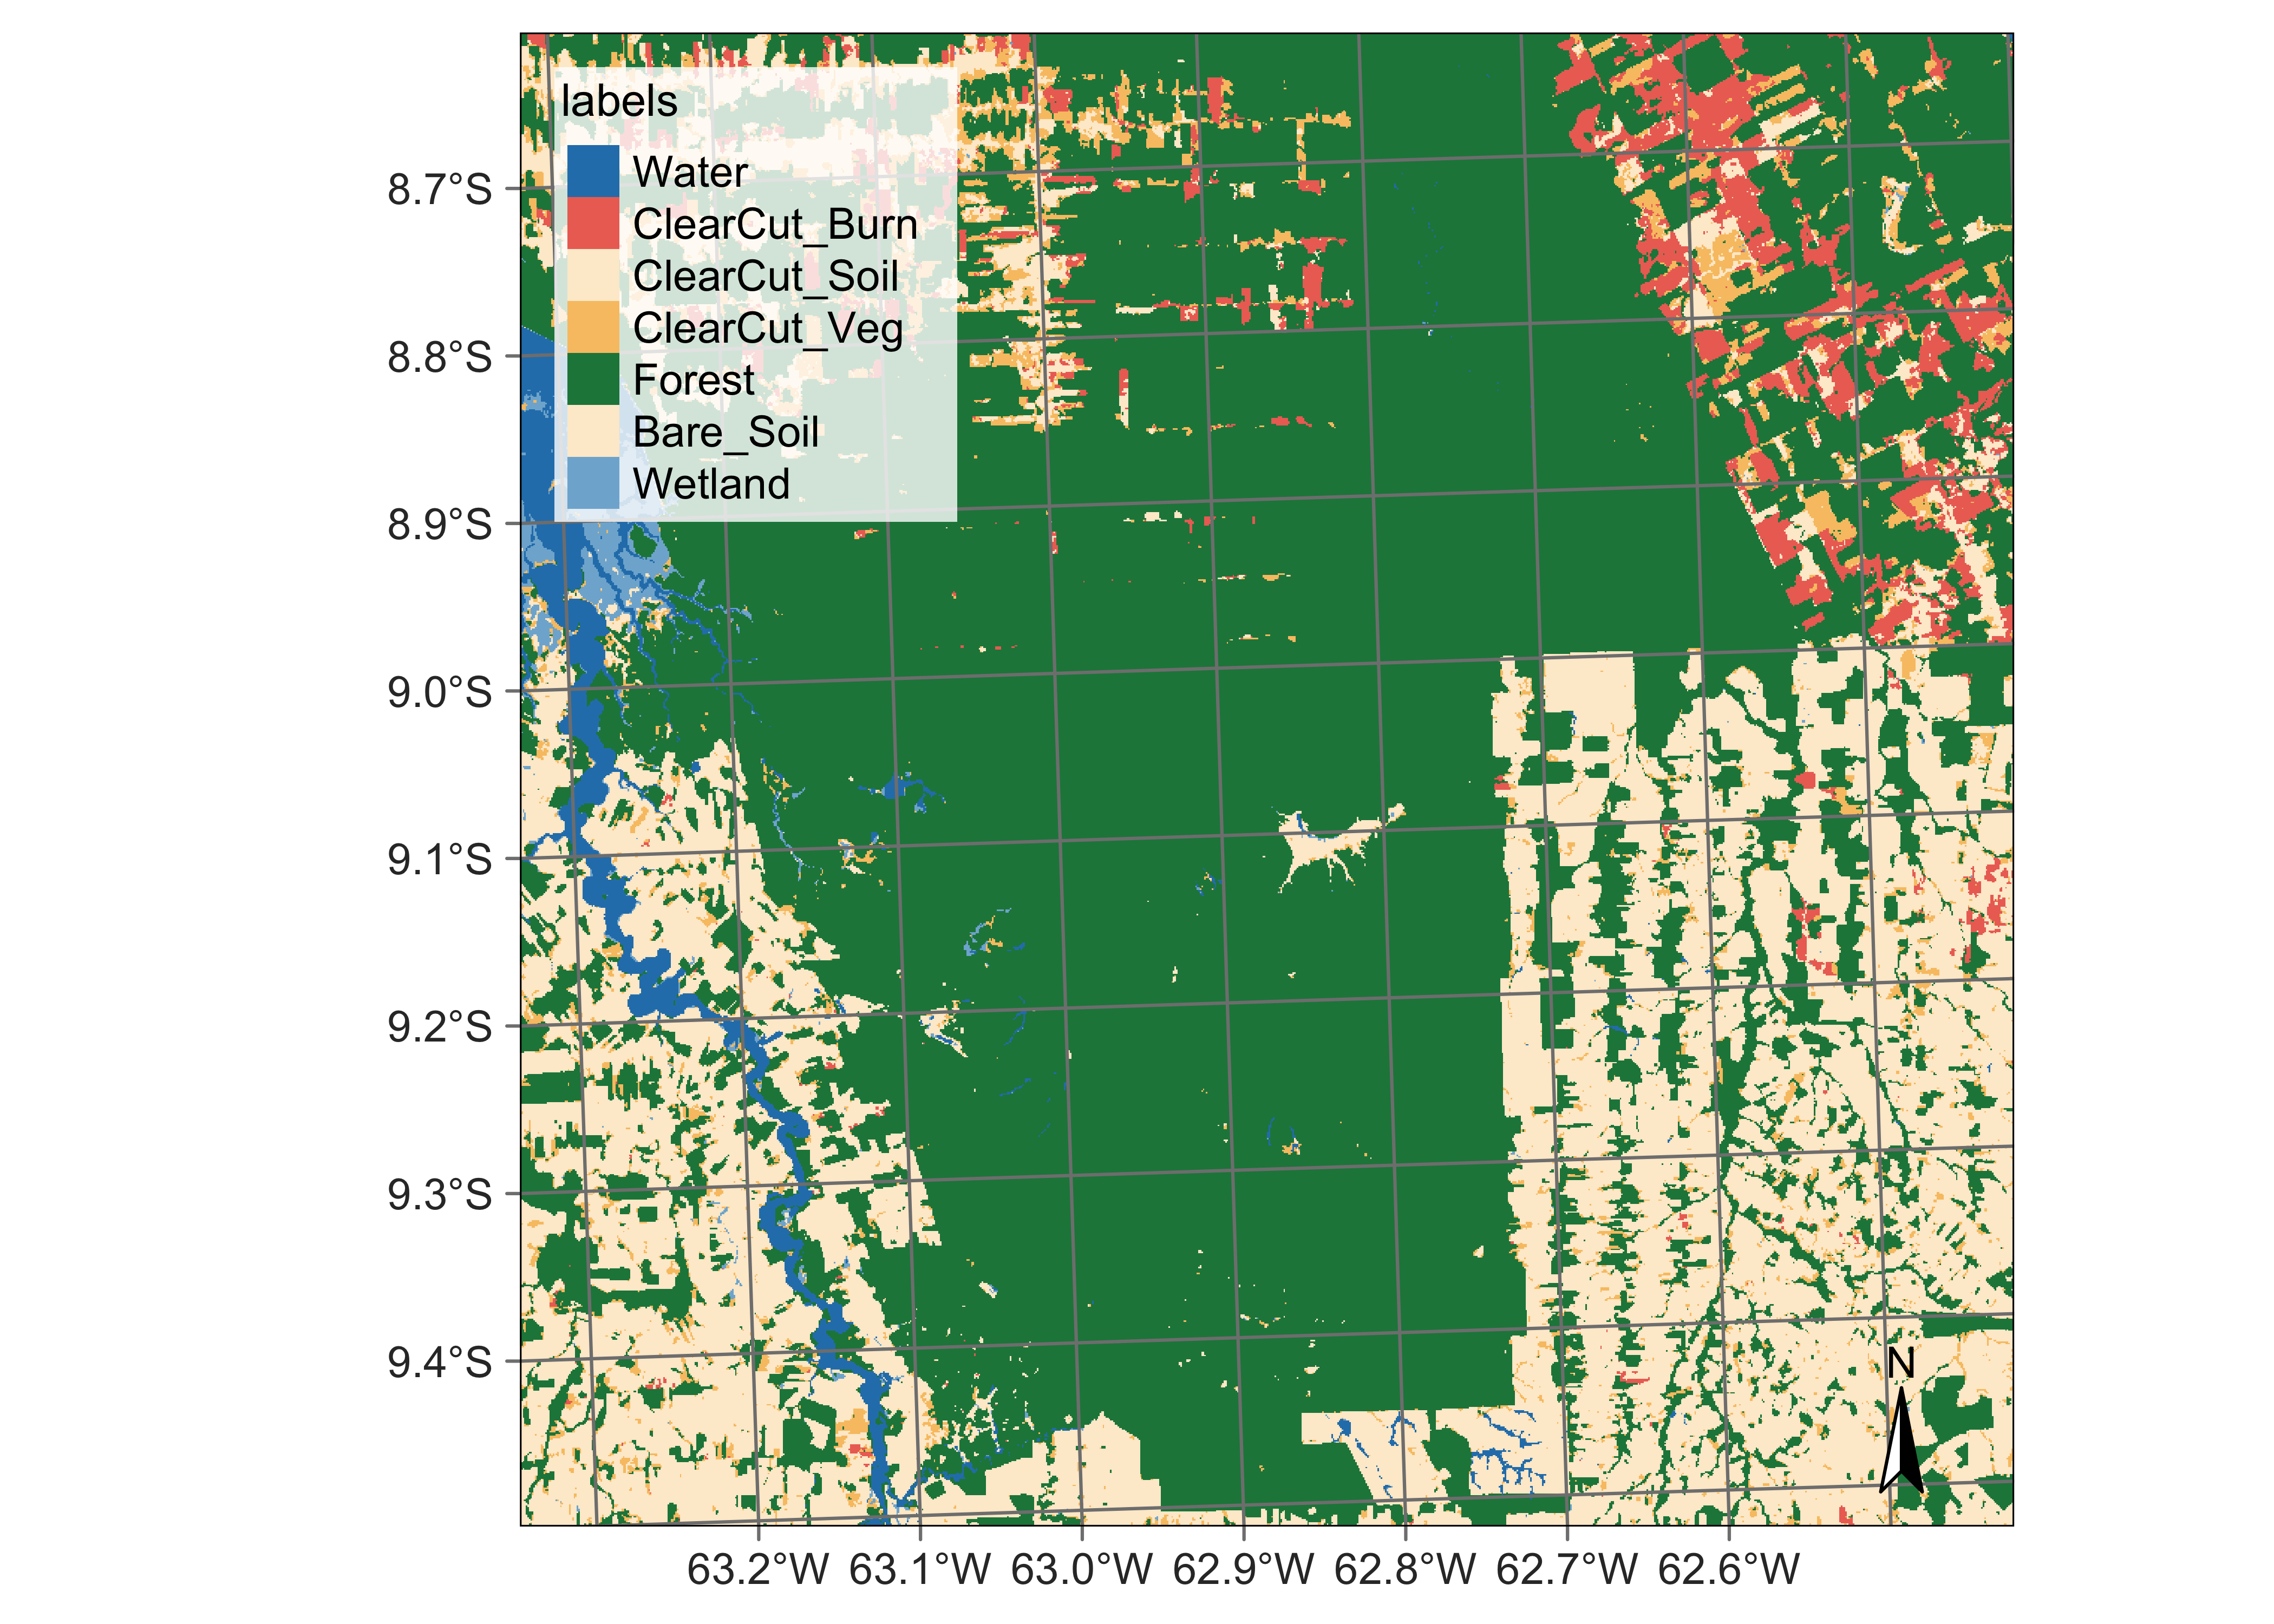 labels
Water
ClearCut_Burn
ClearCut_Soil
ClearCut_Veg
Forest
Bare_Soil
Wetland
8.7°S
8.8°S
8.9°S
9.0°S
9.1°S
9.2°S
9.3°S
9.4°S
N
63.2°W 63.1°W 63.0°W 62.9°W 62.8°W 62.7°W 62.6°W